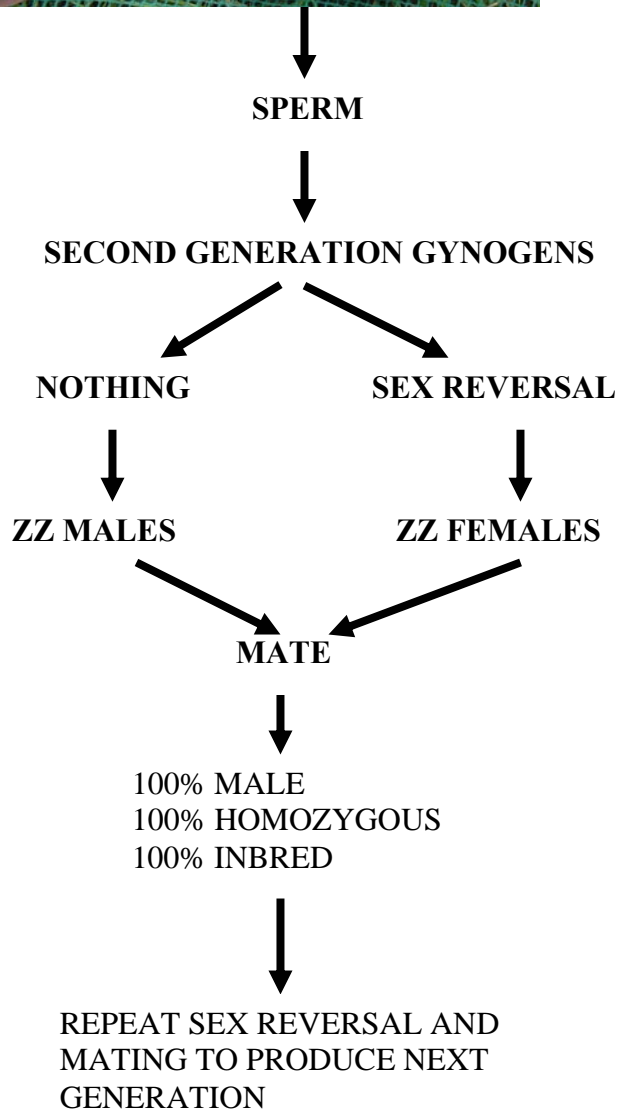 SPERM
SECOND GENERATION GYNOGENS
NOTHING
SEX REVERSAL
ZZ MALES
ZZ FEMALES
MATE
100% MALE
100% HOMOZYGOUS
100% INBRED
REPEAT SEX REVERSAL AND
MATING TO PRODUCE NEXT
GENERATION